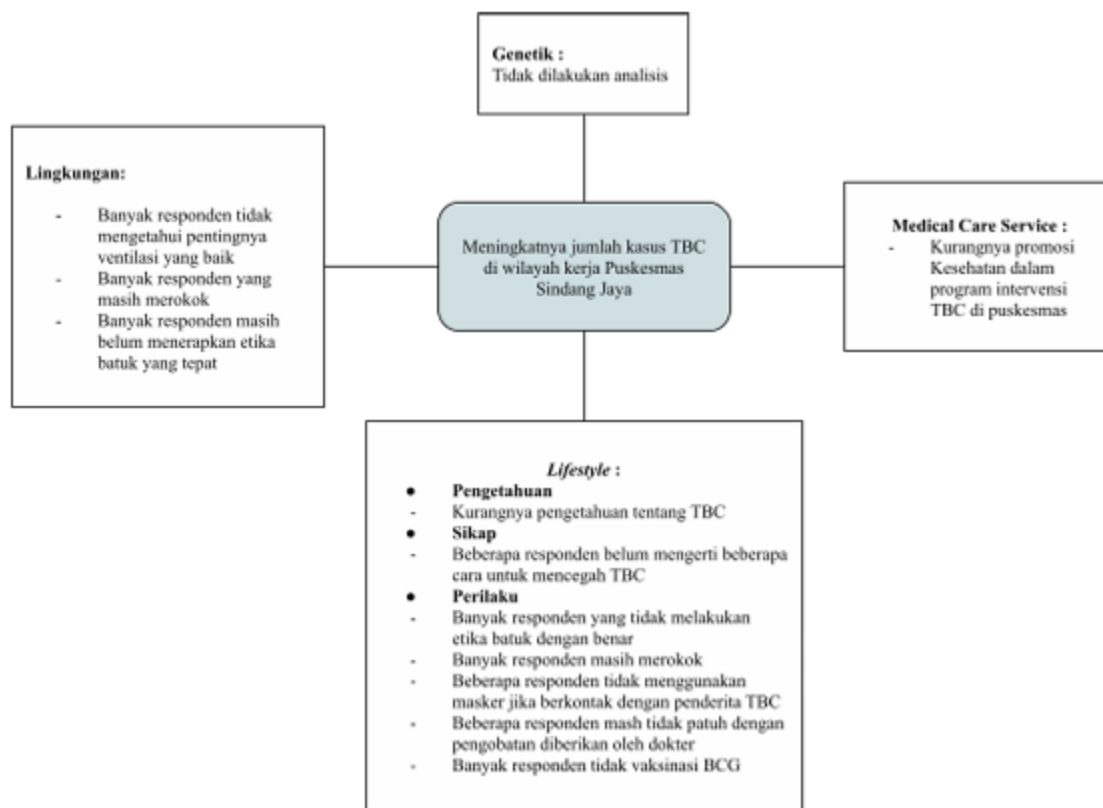 Genetik :
Tidak dilakukan analisis
Lingkungan:
- Banyak responden tidak
mengetahui pentingnya
ventilasi yang baik
- Banyak responden yang
masih merokok
- Banyak responden masih
belum menerapkan etika
batuk yang tepat
Meningkatnya jumlah kasus TBC
di wilayah kerja Puskesmas
Sindang Jaya
Medical Care Service :
- Kurangnya promosi
Kesehatan dalam
program intervensi
TBC di puskesmas
Lifestyle :
● Pengetahuan
- Kurangnya pengetahuan tentang TBC
● Sikap
- Beberapa responden belum mengerti beberapa
cara untuk mencegah TBC
● Perilaku
- Banyak responden yang tidak melakukan
etika batuk dengan benar
- Banyak responden masih merokok
- Beberapa responden tidak menggunakan
masker jika berkontak dengan penderita TBC
- Beberapa responden mash tidak patuh dengan
pengobatan diberikan oleh dokter
- Banyak responden tidak vaksinasi BCG